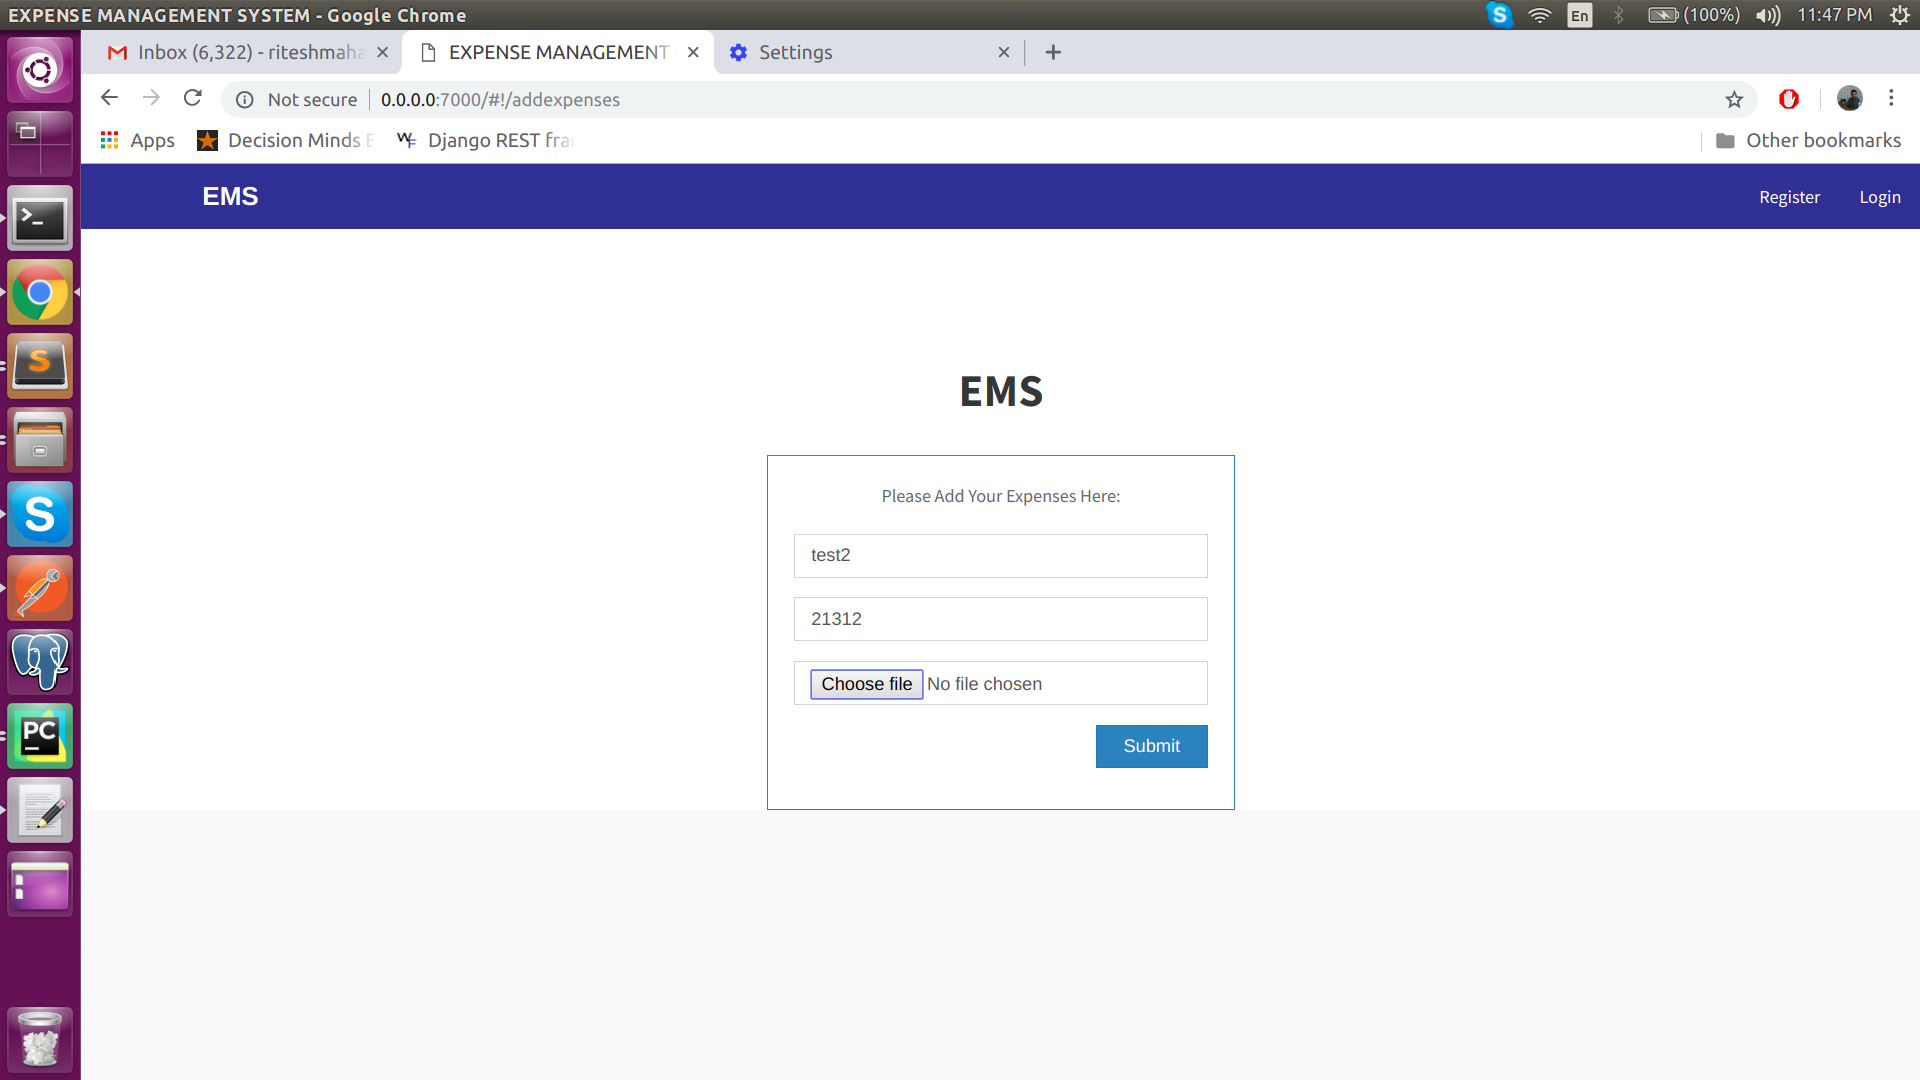 EXPENSE MANAGEMENT SYSTEM - Google Chrome
S En (100%) 11:47 PM
Inbox (6,322) - riteshmaha EXPENSE MANAGEMENT Settings
Not secure 0.0.0.0:7000/#!/addexpenses
Apps Decision Minds E Django REST fra Other bookmarks
EMS Register Login
EMS
Please Add Your Expenses Here:
test2
21312
Choose file No file chosen
Submit
>_
S
S
PC